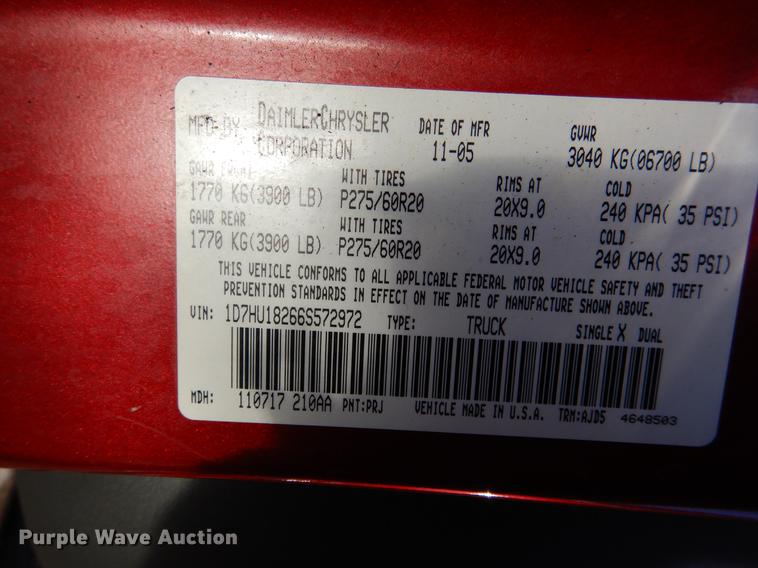 MFD BY DAIMLERCHRYSLER CORPORATION DATE OF MFR 11-05 GVWR 3040 KG(06700 LB)
GAWR FRONT WITH TIRES RIMS AT COLD
1770 KG(3900 LB) P275/60R20 20X9.0 240 KPA( 35 PSI)
GAWR REAR WITH TIRES RIMS AT COLD
1770 KG(3900 LB) P275/60R20 20X9.0 240 KPA( 35 PSI)
THIS VEHICLE CONFORMS TO ALL APPLICABLE FEDERAL MOTOR VEHICLE SAFETY AND THEFT
PREVENTION STANDARDS IN EFFECT ON THE DATE OF MANUFACTURE SHOWN ABOVE.
VIN: 1D7HU18266S572972 TYPE: TRUCK SINGLE X DUAL
MDH: 110717 210AA PNT:PRJ VEHICLE MADE IN U.S.A. TRM:AJD5 4648503
Purple Wave Auction